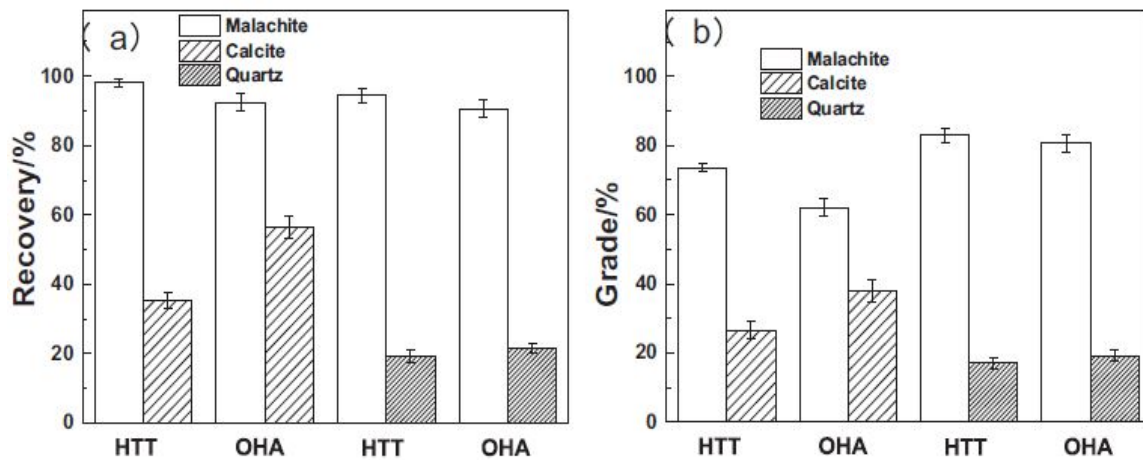 ( a)
Malachite
Calcite
Quartz
Recovery/%
100
80
60
40
20
0
HTT OHA HTT OHA
( b)
Malachite
Calcite
Quartz
Grade/%
100
80
60
40
20
0
HTT OHA HTT OHA